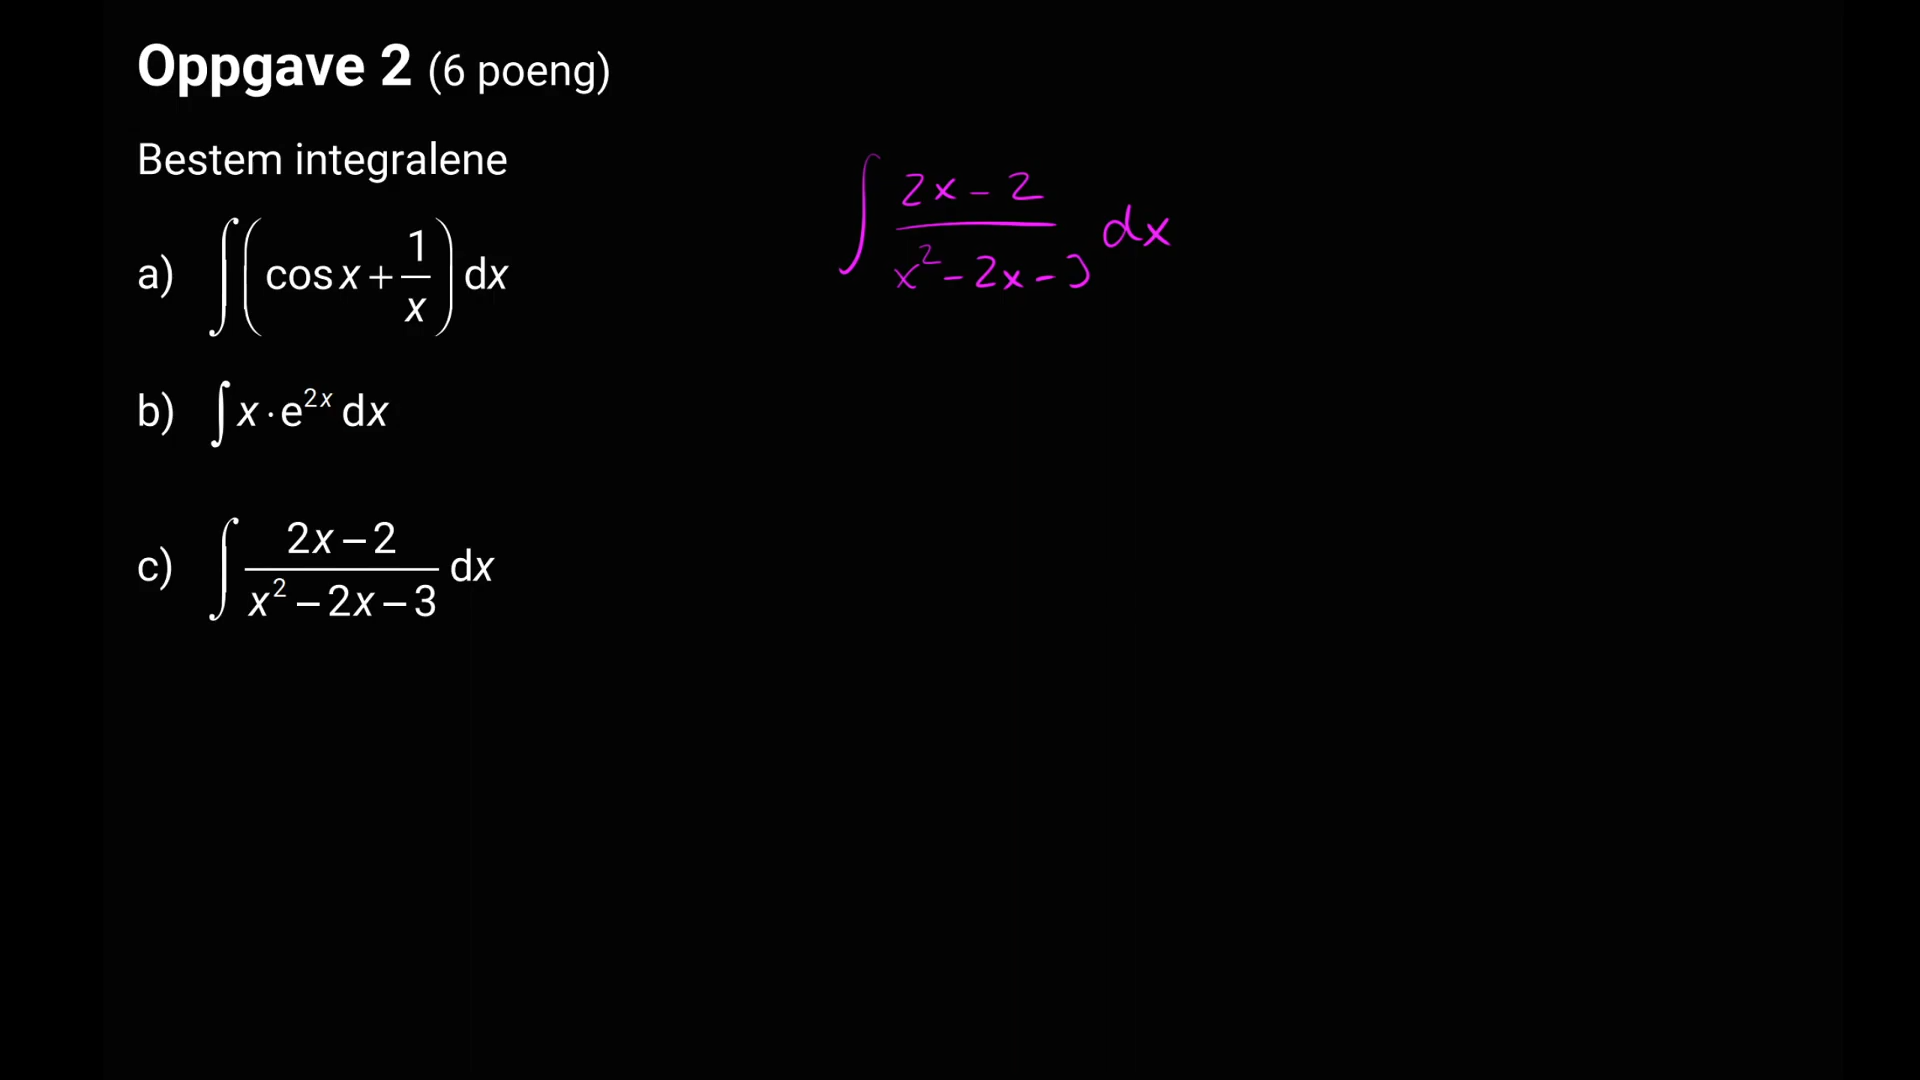 Oppgave 2 (6 poeng)
Bestem integralene
a) ∫(cos x + 1/x) dx
b) ∫ x · e^{2x} dx
c) ∫ (2x − 2)/(x² − 2x − 3) dx
∫ (2x − 2)/(x² − 2x − 3) dx